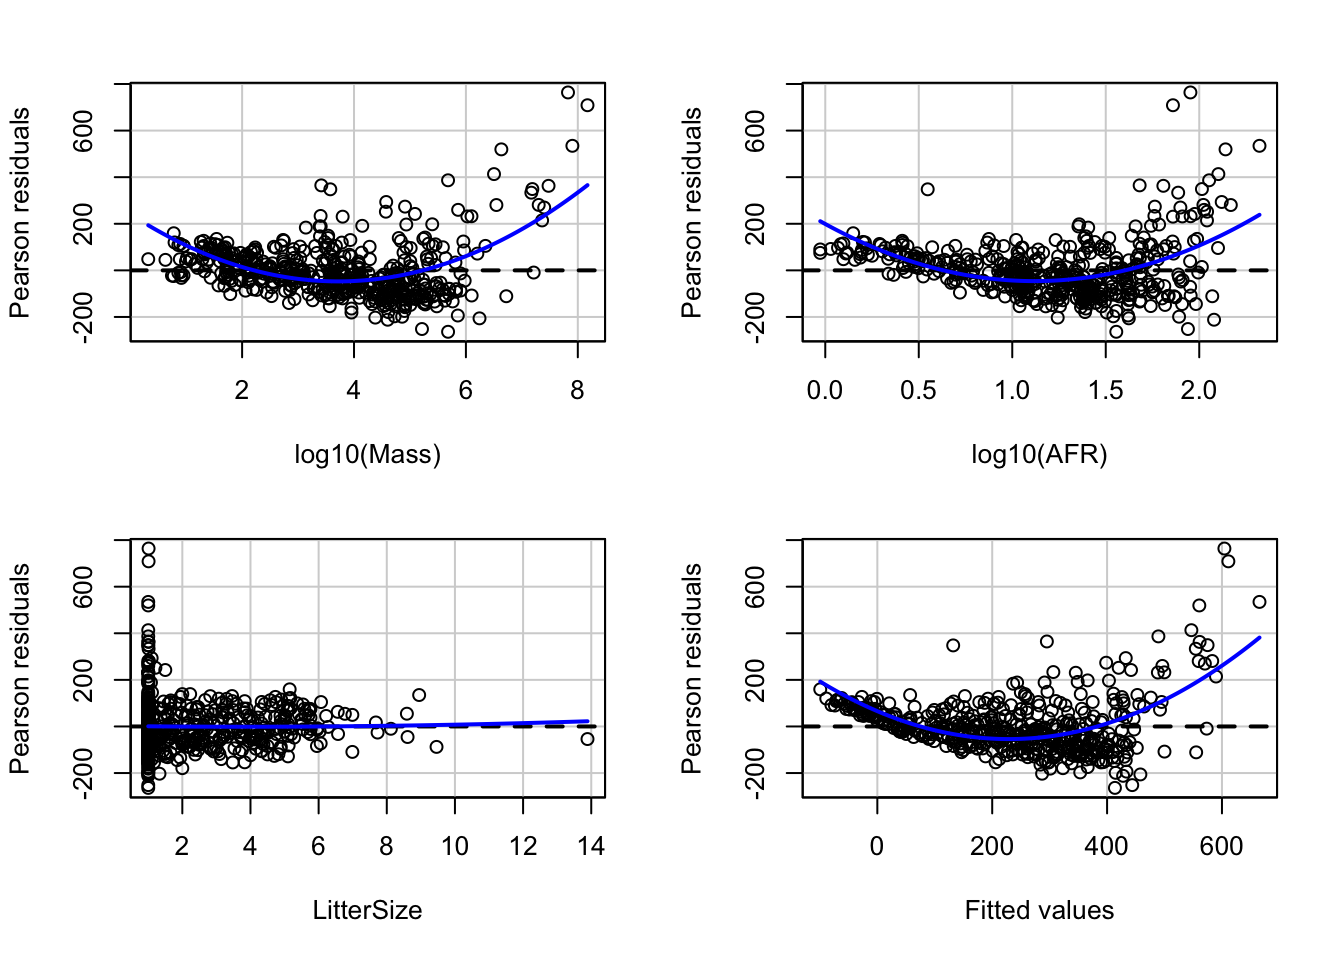 Pearson residuals
-200 200 600
2 4 6 8
log10(Mass)
Pearson residuals
-200 200 600
0.0 0.5 1.0 1.5 2.0
log10(AFR)
Pearson residuals
-200 200 600
2 4 6 8 10 12 14
LitterSize
Pearson residuals
-200 200 600
0 200 400 600
Fitted values